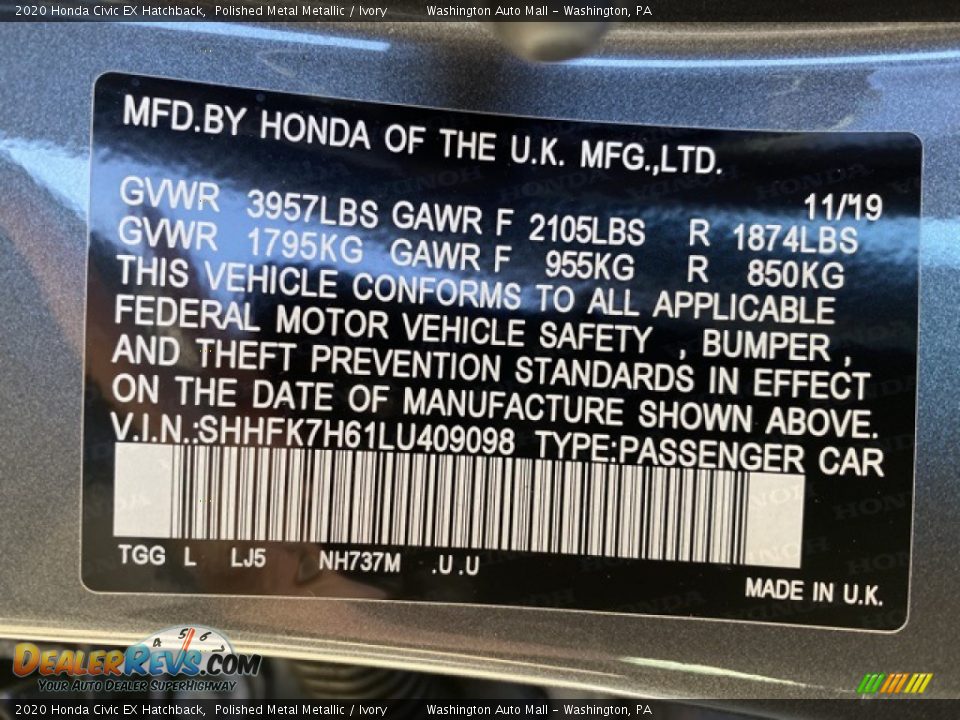 2020 Honda Civic EX Hatchback, Polished Metal Metallic / Ivory Washington Auto Mall - Washington, PA
MFD.BY HONDA OF THE U.K. MFG.,LTD.
11/'19
GVWR 3957LBS GAWR F 2105LBS R 1874LBS
GVWR 1795KG GAWR F 955KG R 850KG
THIS VEHICLE CONFORMS TO ALL APPLICABLE
FEDERAL MOTOR VEHICLE SAFETY , BUMPER ,
AND THEFT PREVENTION STANDARDS IN EFFECT
ON THE DATE OF MANUFACTURE SHOWN ABOVE.
V.I.N.:SHHFK7H61LU409098 TYPE:PASSENGER CAR
TGG L LJ5 NH737M .U.U
MADE IN U.K.
4 5 6
DEALERREVS.COM
YOUR AUTO DEALER SUPERHIGHWAY
2020 Honda Civic EX Hatchback, Polished Metal Metallic / Ivory Washington Auto Mall - Washington, PA